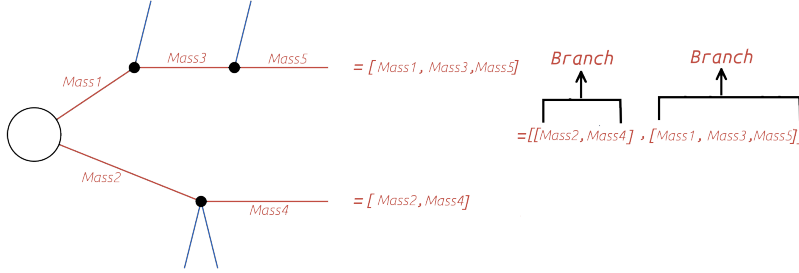 Mass1
Mass3
Mass5
=[Mass1, Mass3,Mass5]
Branch
Branch
=[[Mass2,Mass4] ,[Mass1, Mass3,Mass5]]
Mass2
Mass4
=[Mass2,Mass4]